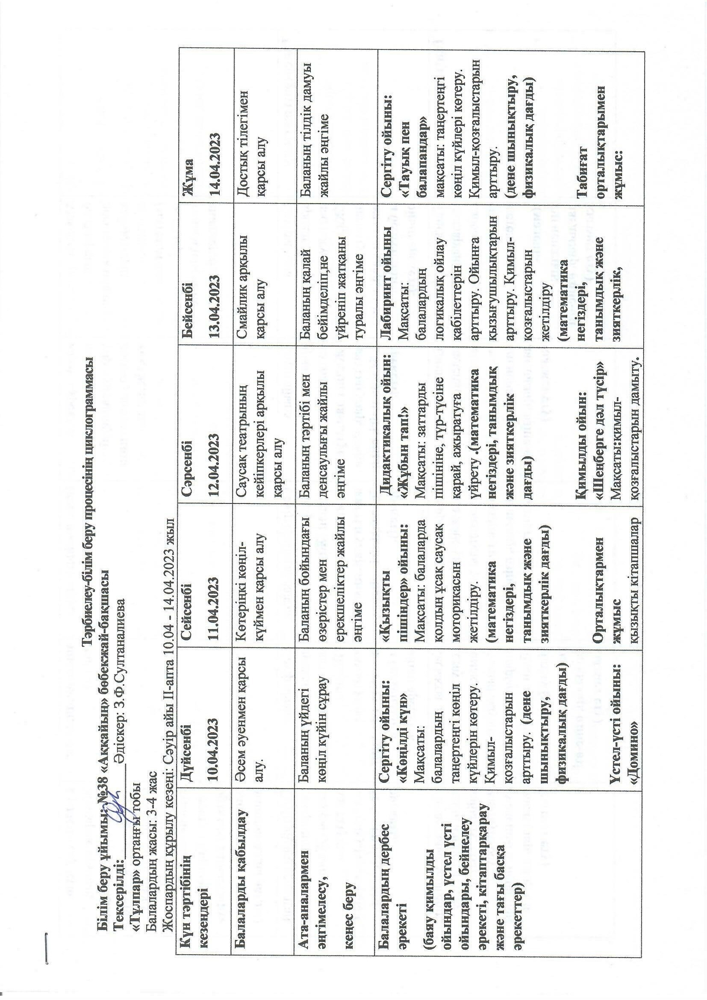 Тәрбиелеу-білім беру процесінің циклограммасы
Білім беру ұйымы: №38 «Аққайың» бөбекжай-бақшасы
Тексерілді:____________Әдіскер: З.Ф.Султаналиева
«Тұлпар» ортаңғы тобы
Балалардың жасы: 3-4 жас
Жоспардың құрылу кезеңі: Сәуір айы II-апта 10.04 - 14.04.2023 жыл
Күн тәртібінің
кезеңдері
Дүйсенбі
10.04.2023
Сейсенбі
11.04.2023
Сәрсенбі
12.04.2023
Бейсенбі
13.04.2023
Жұма
14.04.2023
Балаларды қабылдау
Әсем әуенмен қарсы
алу.
Көтеріңкі көңіл-
күймен қарсы алу
Саусақ театрының
кейіпкерлері арқылы
қарсы алу
Смайлик арқылы
қарсы алу
Достық тілегімен
қарсы алу
Ата-аналармен
әңгімелесу,
кеңес беру
Баланың үйдегі
көңіл күйін сұрау
Баланың бойындағы
өзерістер мен
ерекшеліктер жайлы
әңгіме
Баланың тәртібі мен
денсаулығы жайлы
әңгіме
Баланың қалай
бейімделіп,не
үйреніп жатқаны
туралы әңгіме
Баланың тілдік дамуы
жайлы әңгіме
Балалардың дербес
әрекеті
(баяу қимылды
ойындар, үстел үсті
ойындары, бейнелеу
әрекеті, кітаптарқарау
және тағы басқа
әрекеттер)
Сергіту ойыны:
«Көңілді күн»
Мақсаты:
балалардың
таңертеңгі көңіл
күйлерін көтеру.
Қимыл-
қозғалыстарын
арттыру. (дене
шынықтыру,
физикалық дағды)
Үстел-үсті ойыны:
«Домино»
«Қызықты
пішіндер» ойыны:
Мақсаты: балаларда
қолдың ұсақ саусақ
моторикасын
жетілдіру.
(математика
негіздері,
танымдық және
зияткерлік дағды)
Орталықтармен
жұмыс
қызықты кітапшалар
Дидактикалық ойын:
«Жұбын тап!»
Мақсаты: заттарды
пішініне, түр-түсіне
қарай, ажыратуға
үйрету .(математика
негіздері, танымдық
және зияткерлік
дағды)
Қимылды ойын:
«Шеңберге дәл түсір»
Мақсаты:қимыл-
қозғалыстарын дамыту.
Лабиринт ойыны
Мақсаты:
балалардың
логикалық ойлау
қабілеттерін
арттыру. Ойынға
қызығушылықтарын
арттыру. Қимыл-
қозғалыстарын
жетілдіру
(математика
негіздері,
танымдық және
зияткерлік,
Сергіту ойыны:
«Тауық пен
балапандар»
мақсаты: таңертеңгі
көңіл күйлері көтеру.
Қимыл-қозғалыстарын
арттыру.
(дене шынықтыру,
физикалық дағды)
Табиғат
орталықтарымен
жұмыс: